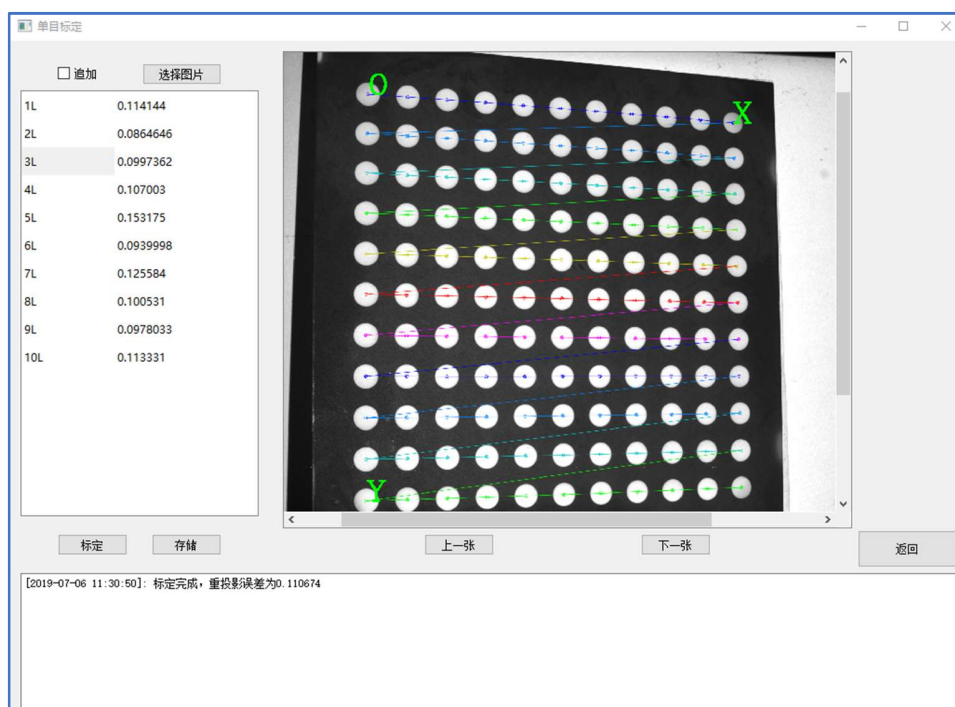 单目标定
追加
选择图片
1L 0.114144
2L 0.0864646
3L 0.0997362
4L 0.107003
5L 0.153175
6L 0.0939998
7L 0.125584
8L 0.100531
9L 0.0978033
10L 0.113331
O
X
Y
标定
存储
上一张
下一张
返回
[2019-07-06 11:30:50]: 标定完成，重投影误差为0.110674